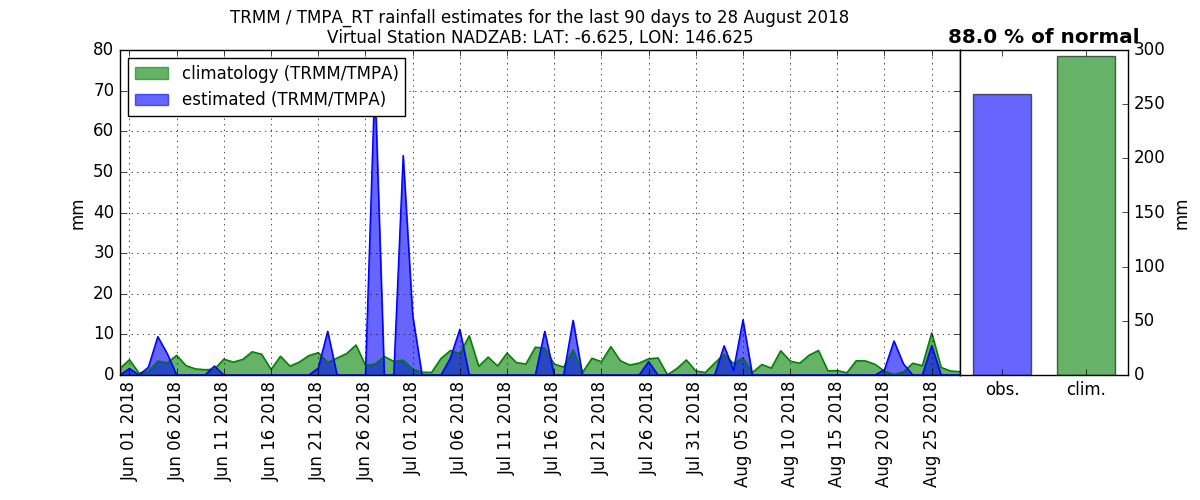 TRMM / TMPA_RT rainfall estimates for the last 90 days to 28 August 2018
Virtual Station NADZAB: LAT: -6.625, LON: 146.625
88.0 % of normal
climatology (TRMM/TMPA)
estimated (TRMM/TMPA)
80
70
60
50
40
30
20
10
0
mm
Jun 01 2018
Jun 06 2018
Jun 11 2018
Jun 16 2018
Jun 21 2018
Jun 26 2018
Jul 01 2018
Jul 06 2018
Jul 11 2018
Jul 16 2018
Jul 21 2018
Jul 26 2018
Jul 31 2018
Aug 05 2018
Aug 10 2018
Aug 15 2018
Aug 20 2018
Aug 25 2018
obs.
clim.
300
250
200
150
100
50
0
mm